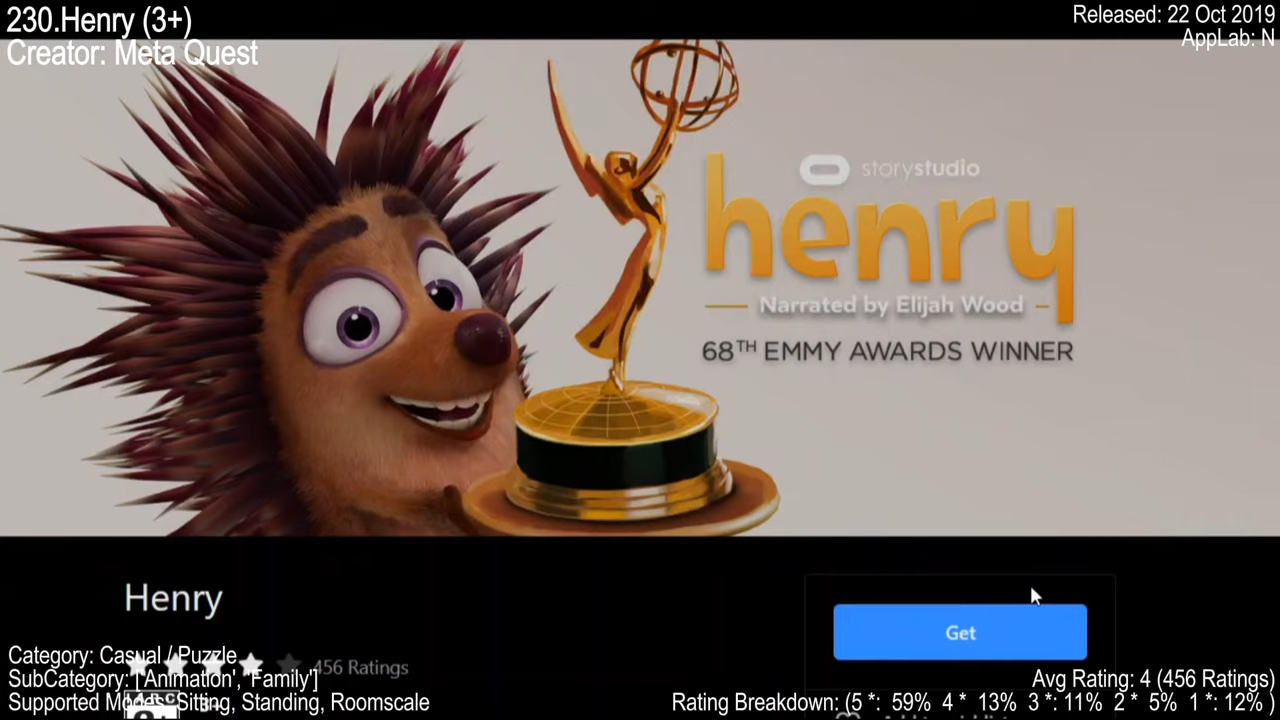 230.Henry (3+)
Creator: Meta Quest
Released: 22 Oct 2019
AppLab: N
storystudio
henry
Narrated by Elijah Wood
68TH EMMY AWARDS WINNER
Henry
Get
456 Ratings
Category: Casual / Puzzle
SubCategory: ['Animation', 'Family']
Supported Modes: Sitting, Standing, Roomscale
Avg Rating: 4 (456 Ratings)
Rating Breakdown: (5 *: 59% 4 * 13% 3 *: 11% 2 * 5% 1 *: 12% )